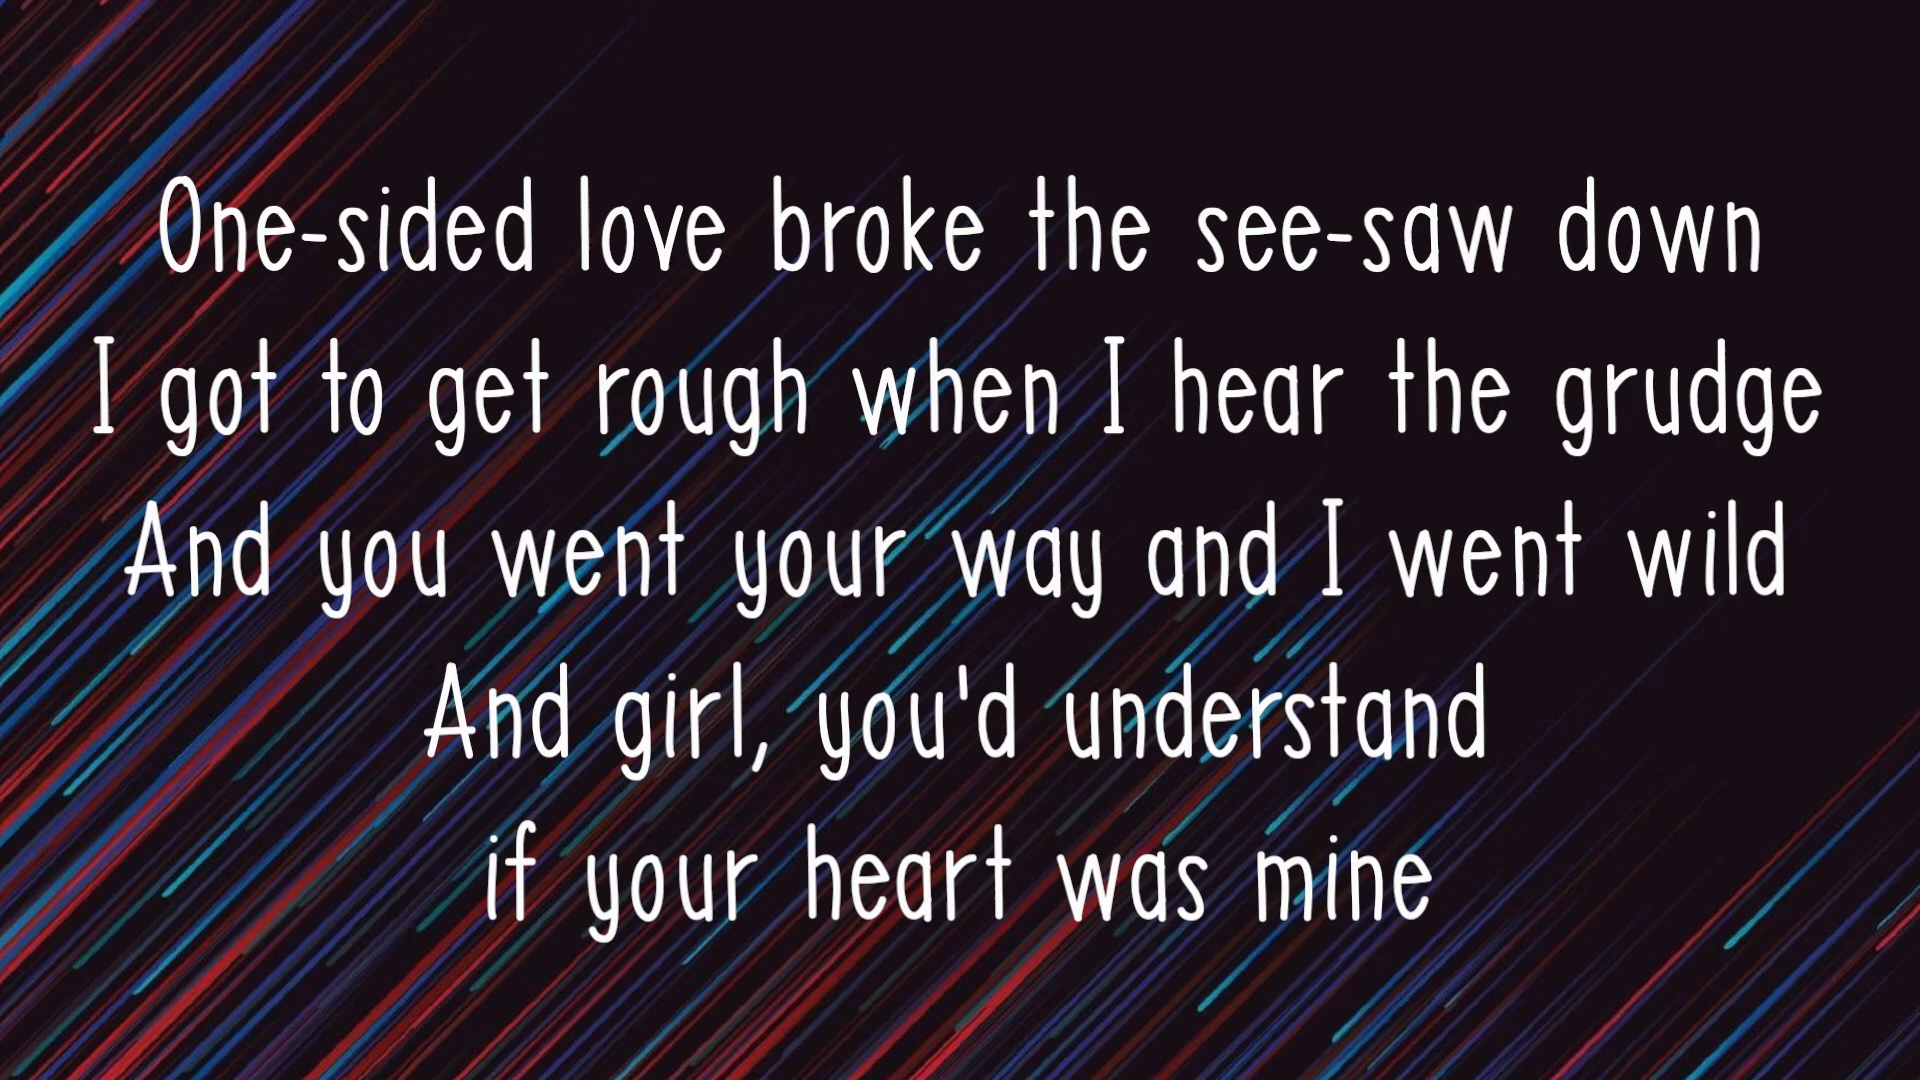 One-sided love broke the see-saw down
I got to get rough when I hear the grudge
And you went your way and I went wild
And girl, you'd understand
if your heart was mine